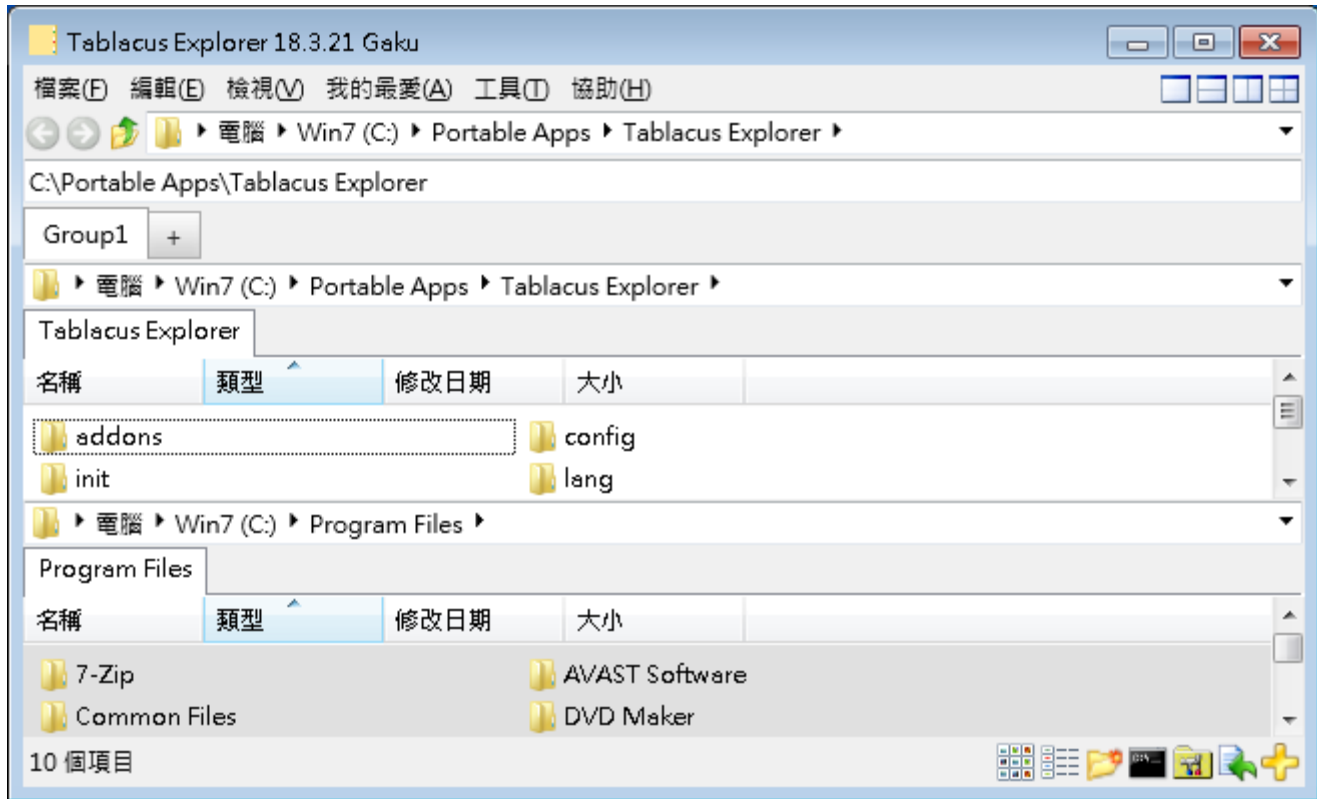 Tablacus Explorer 18.3.21 Gaku
檔案(F) 編輯(E) 檢視(V) 我的最愛(A) 工具(T) 協助(H)
電腦 Win7 (C:) Portable Apps Tablacus Explorer
C:\Portable Apps\Tablacus Explorer
Group1 +
電腦 Win7 (C:) Portable Apps Tablacus Explorer
Tablacus Explorer
名稱 類型 修改日期 大小
addons config
init lang
電腦 Win7 (C:) Program Files
Program Files
名稱 類型 修改日期 大小
7-Zip AVAST Software
Common Files DVD Maker
10 個項目